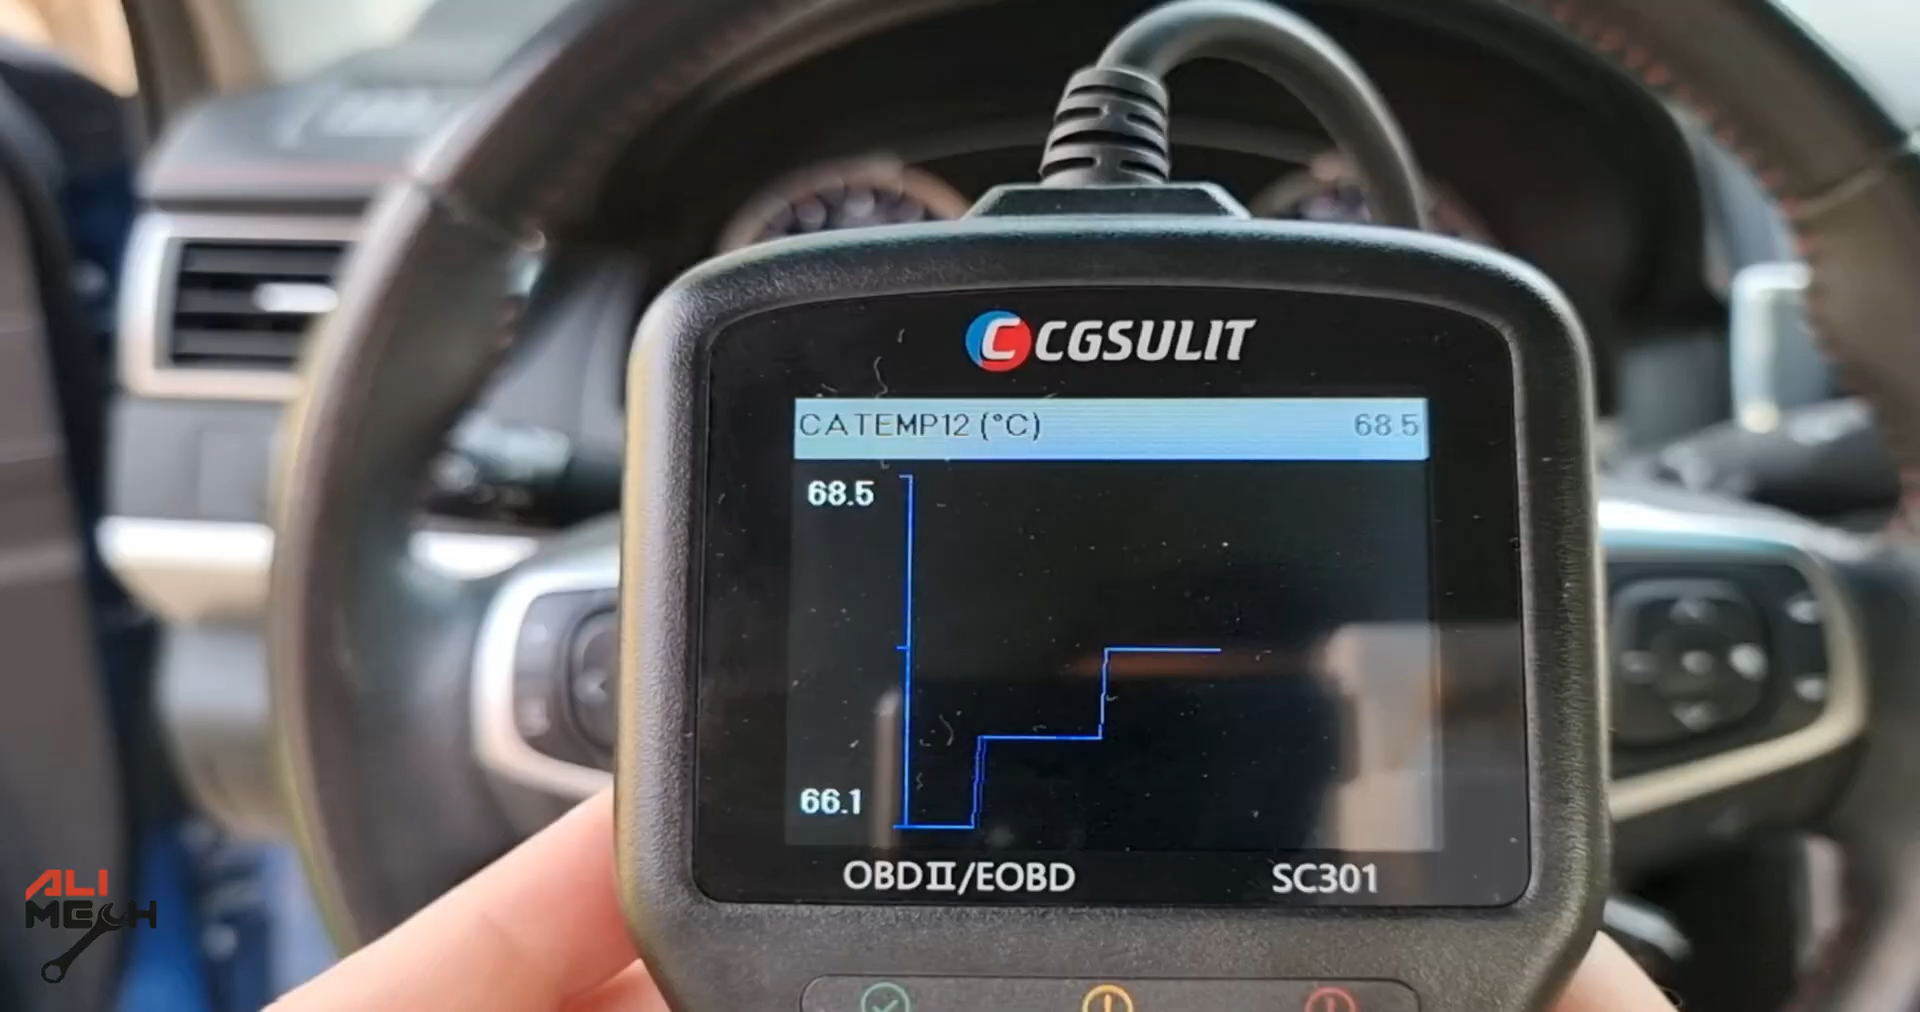 CGSULIT
CATEMP12 (°C) 68.5
68.5
66.1
OBDⅡ/EOBD SC301
ALI
MECH